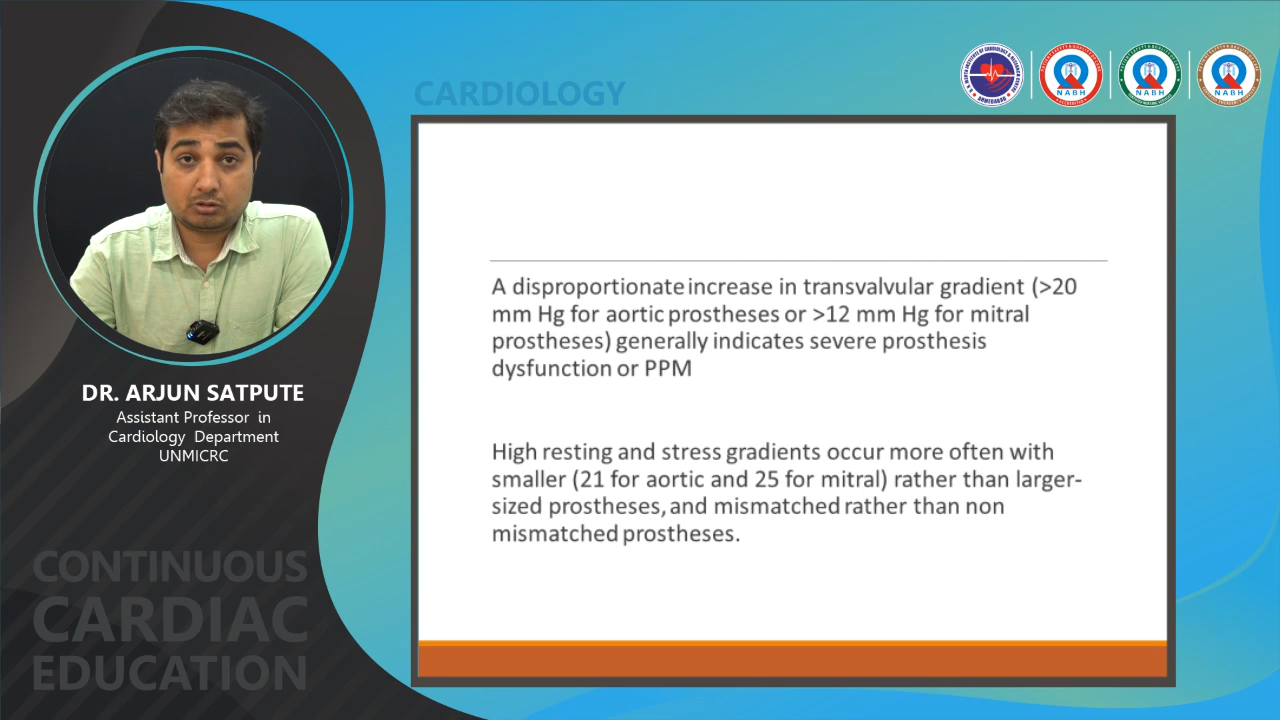 CARDIOLOGY
NABH
NABH
NABH
A disproportionate increase in transvalvular gradient (>20
mm Hg for aortic prostheses or >12 mm Hg for mitral
prostheses) generally indicates severe prosthesis
dysfunction or PPM
High resting and stress gradients occur more often with
smaller (21 for aortic and 25 for mitral) rather than larger-
sized prostheses, and mismatched rather than non
mismatched prostheses.
DR. ARJUN SATPUTE
Assistant Professor in
Cardiology Department
UNMICRC
CONTINUOUS
CARDIAC
EDUCATION